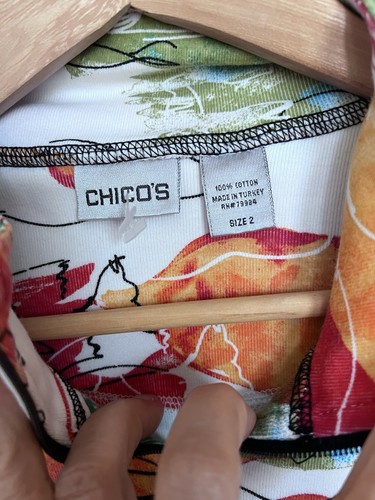 CHICO'S
100% COTTON
MADE IN TURKEY
RN#79984
SIZE 2